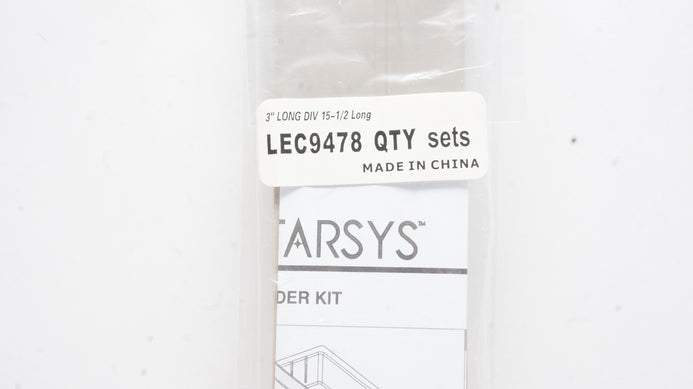 3" LONG DIV 15-1/2 Long
LEC9478 QTY sets
MADE IN CHINA
TARSYS™
DER KIT